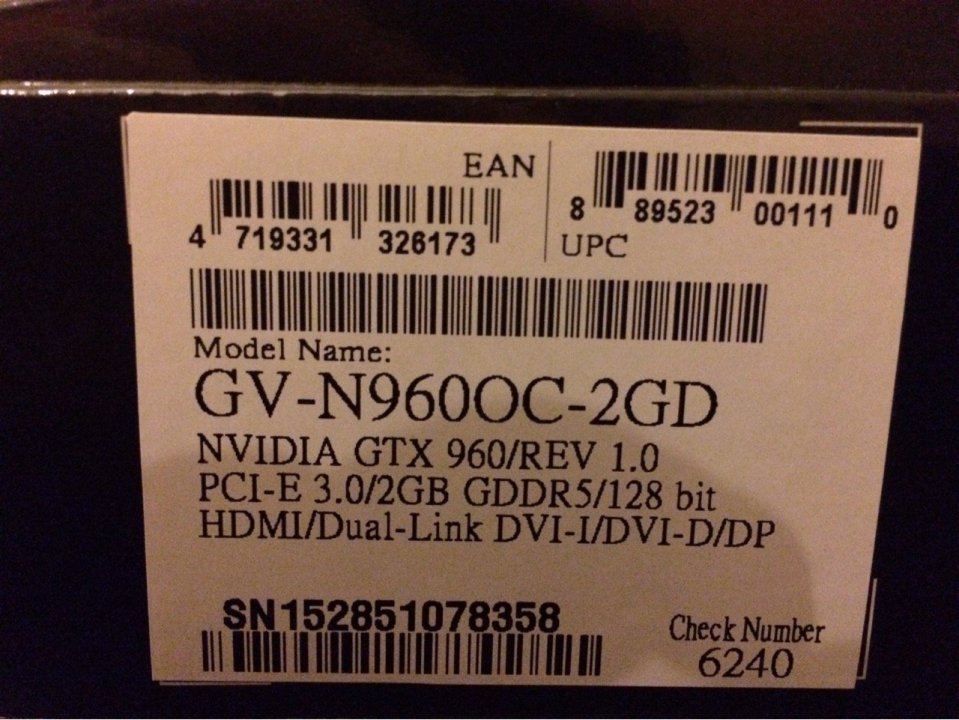 EAN
4 719331 326173
8 89523 00111 0
UPC
Model Name:
GV-N960OC-2GD
NVIDIA GTX 960/REV 1.0
PCI-E 3.0/2GB GDDR5/128 bit
HDMI/Dual-Link DVI-I/DVI-D/DP
SN152851078358
Check Number
6240